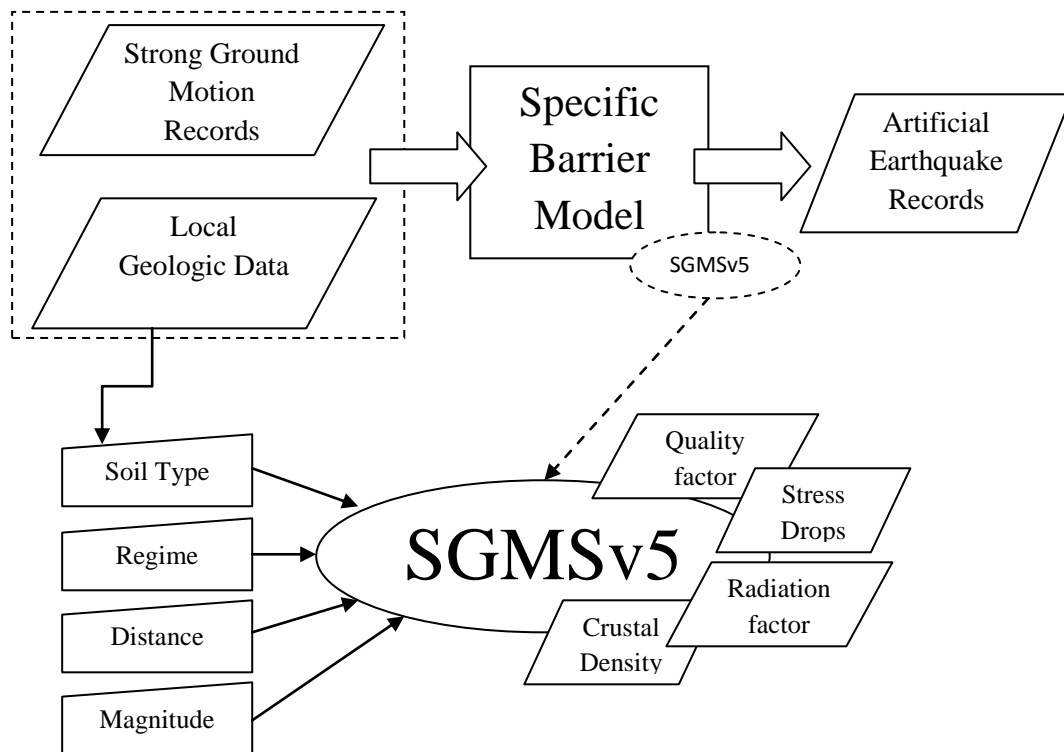 Strong Ground
Motion
Records
Specific
Barrier
Model
Artificial
Earthquake
Records
Local
Geologic Data
SGMSv5
Soil Type
Regime
Distance
Magnitude
SGMSv5
Quality
factor
Stress
Drops
Radiation
factor
Crustal
Density